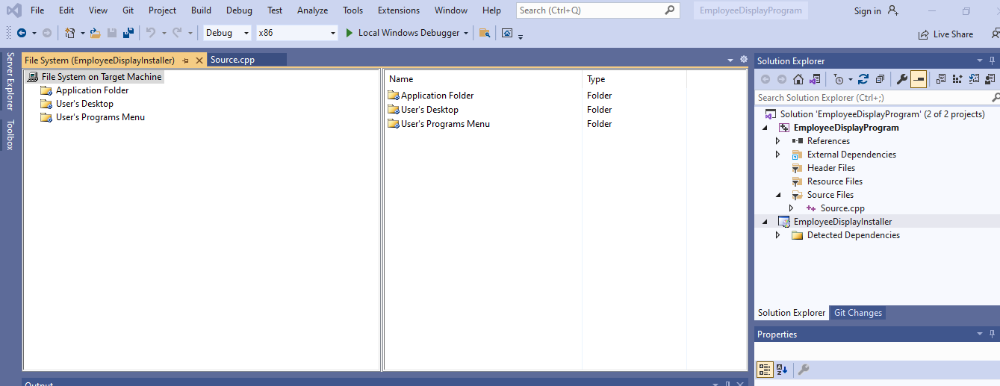 File Edit View Git Project Build Debug Test Analyze Tools Extensions Window Help Search (Ctrl+Q) EmployeeDisplayProgram Sign in
Debug x86 Local Windows Debugger Live Share
Server Explorer
Toolbox
File System (EmployeeDisplayInstaller) Source.cpp
File System on Target Machine
Application Folder
User's Desktop
User's Programs Menu
Name Type
Application Folder Folder
User's Desktop Folder
User's Programs Menu Folder
Solution Explorer
Search Solution Explorer (Ctrl+;)
Solution 'EmployeeDisplayProgram' (2 of 2 projects)
EmployeeDisplayProgram
References
External Dependencies
Header Files
Resource Files
Source Files
Source.cpp
EmployeeDisplayInstaller
Detected Dependencies
Solution Explorer Git Changes
Properties
Output